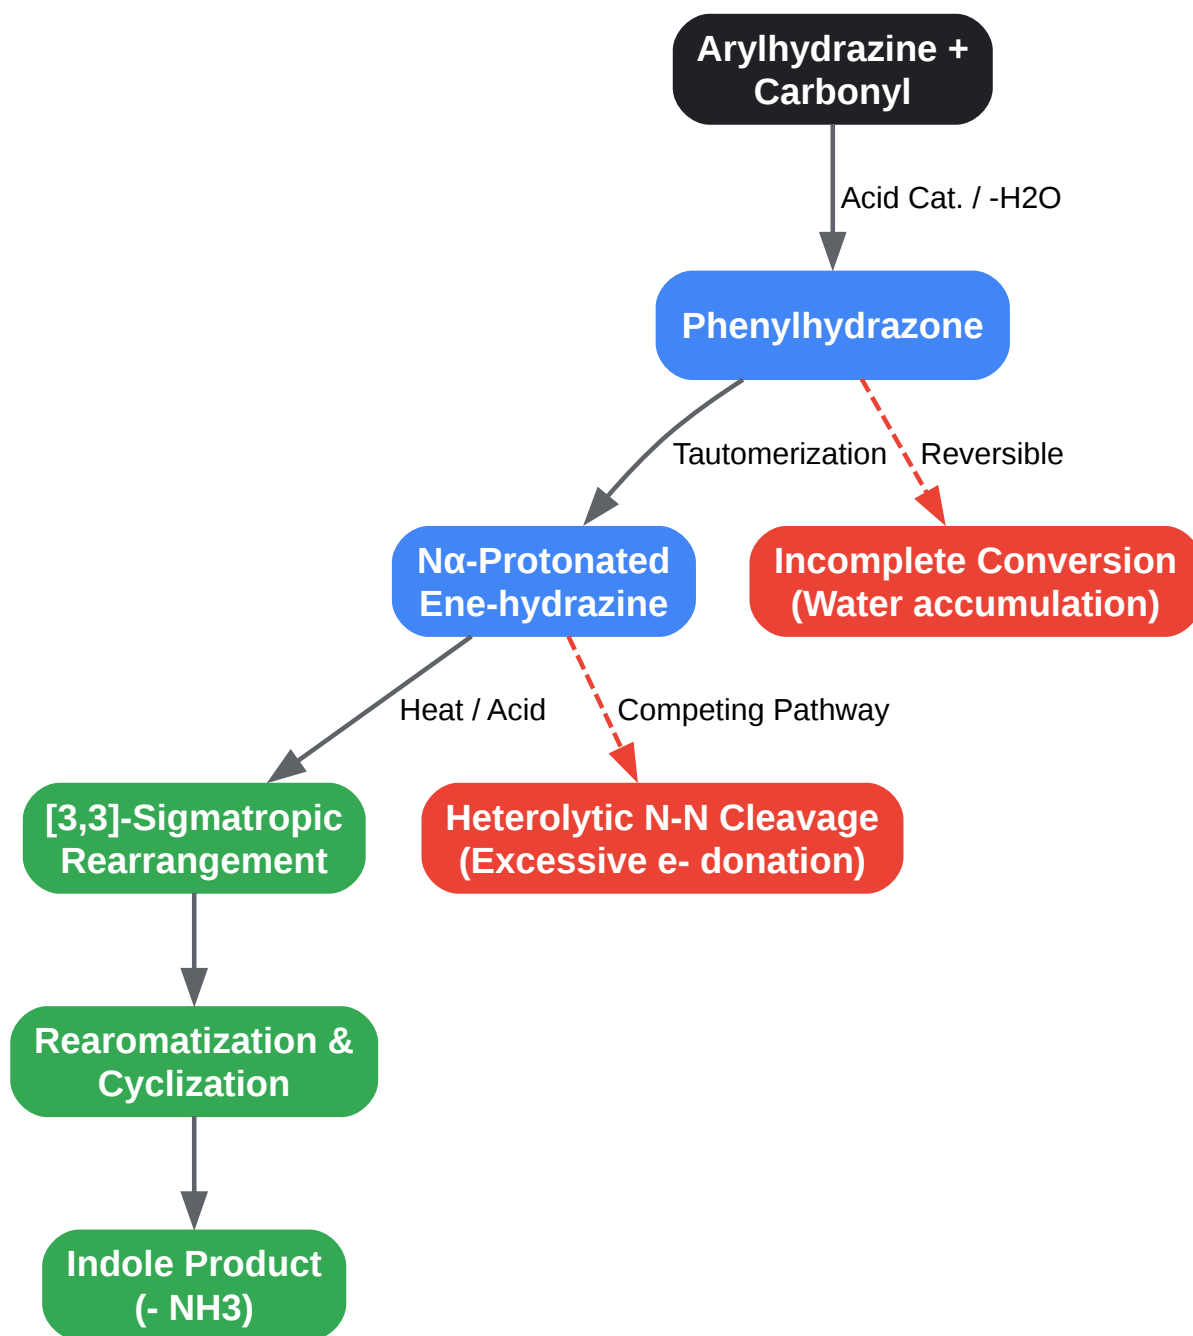 Arylhydrazine +
Carbonyl
Acid Cat. / -H2O
Phenylhydrazone
Tautomerization
Reversible
Nα-Protonated
Ene-hydrazine
Incomplete Conversion
(Water accumulation)
Heat / Acid
Competing Pathway
[3,3]-Sigmatropic
Rearrangement
Heterolytic N-N Cleavage
(Excessive e- donation)
Rearomatization &
Cyclization
Indole Product
(- NH3)